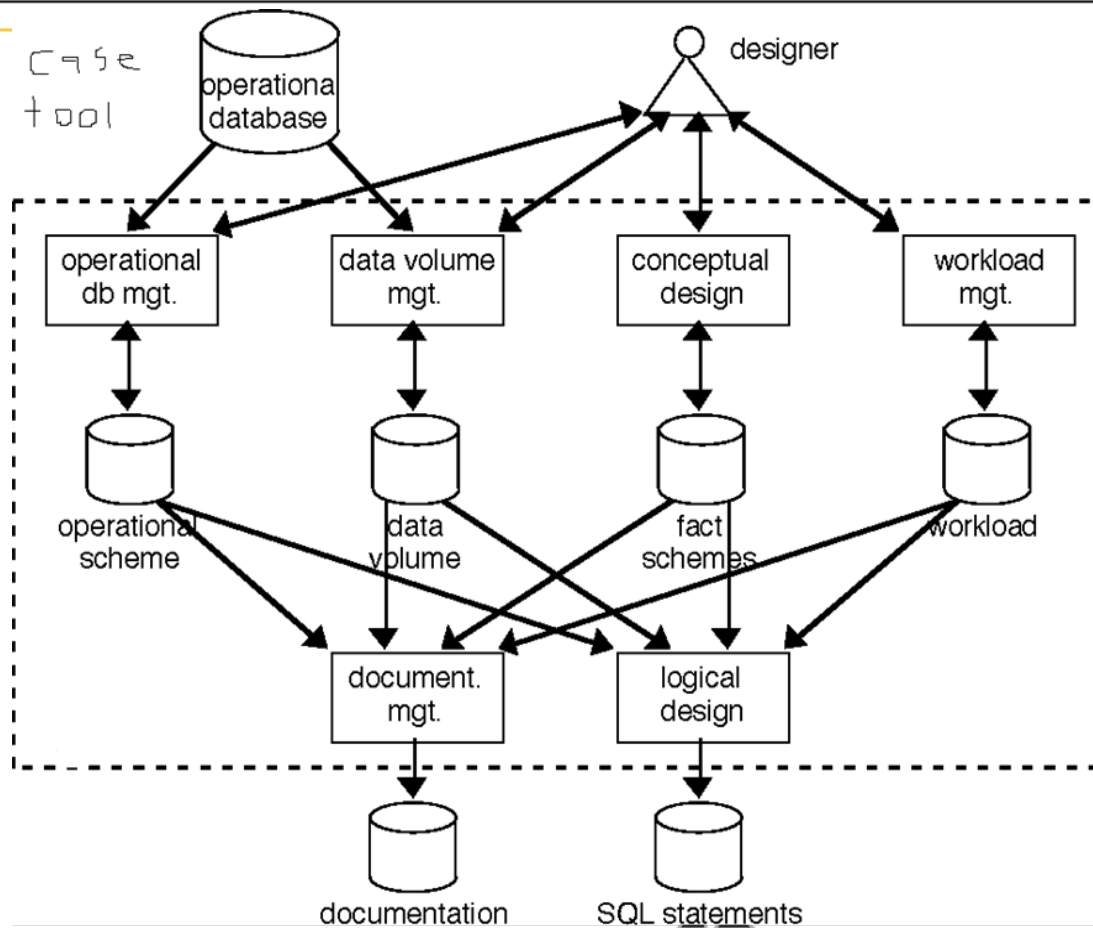 case
tool
operationa
database
designer
operational
db mgt.
data volume
mgt.
conceptual
design
workload
mgt.
operational
scheme
data
volume
fact
schemes
workload
document.
mgt.
logical
design
documentation
SQL statements